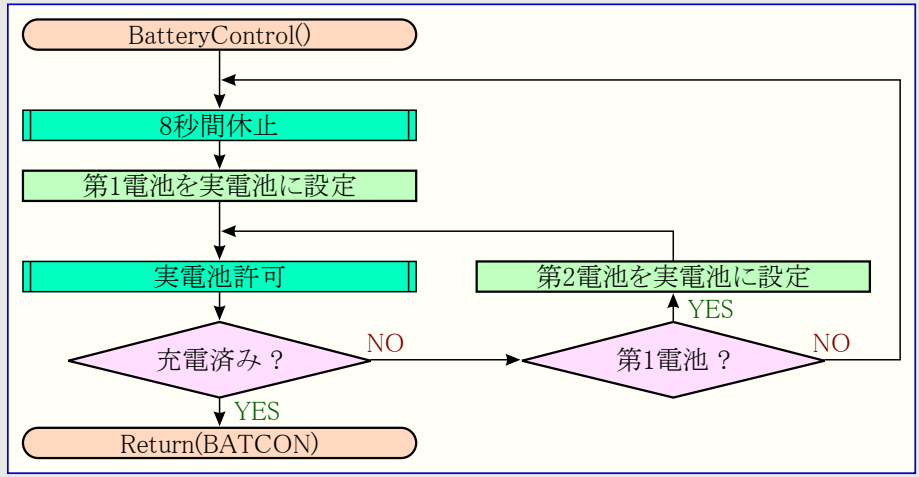 BatteryControl()
8秒間休止
第1電池を実電池に設定
実電池許可
第2電池を実電池に設定
YES
充電済み ?
NO
第1電池 ?
NO
YES
Return(BATCON)